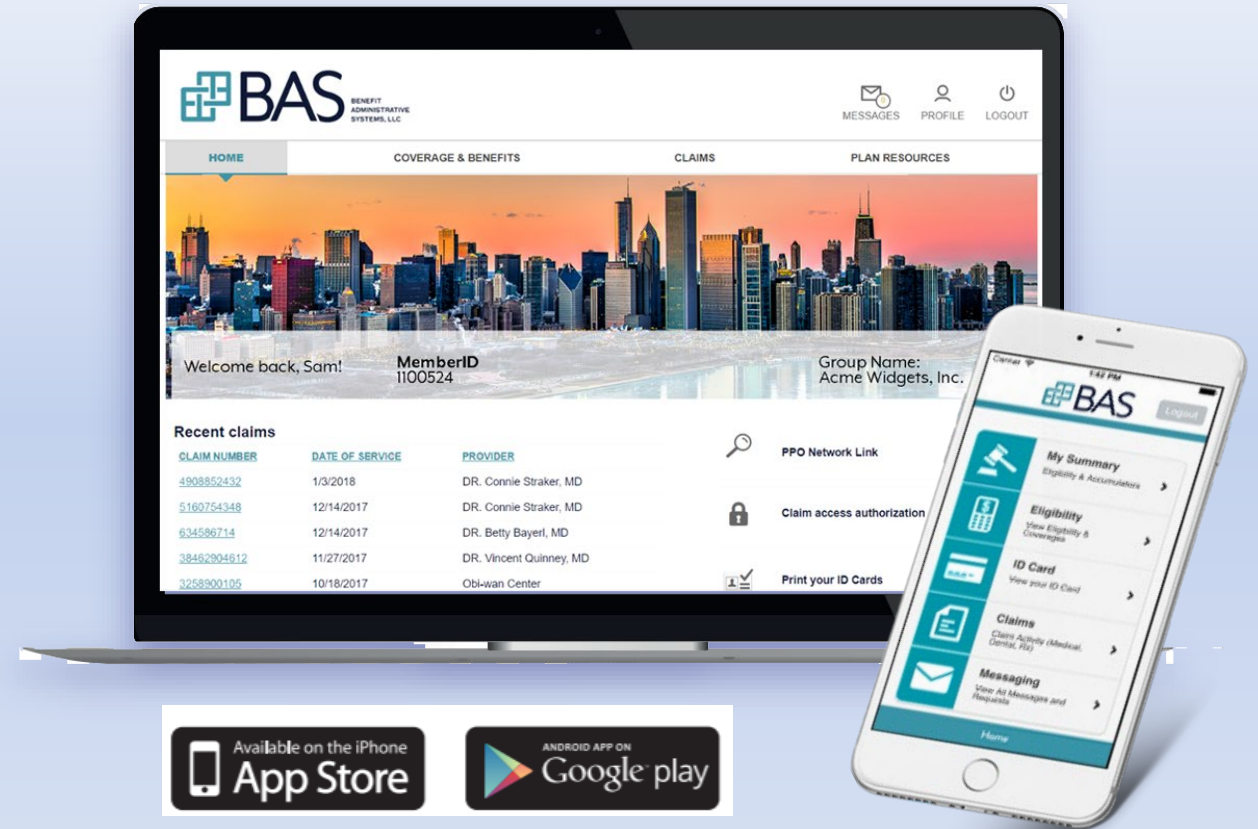 BAS
BENEFIT
ADMINISTRATIVE
SYSTEMS, LLC
0
MESSAGES PROFILE LOGOUT
HOME COVERAGE & BENEFITS CLAIMS PLAN RESOURCES
Welcome back, Sam!
MemberID
1100524
Group Name:
Acme Widgets, Inc.
Recent claims
CLAIM NUMBER DATE OF SERVICE PROVIDER
4908852432 1/3/2018 DR. Connie Straker, MD
5160754348 12/14/2017 DR. Connie Straker, MD
634586714 12/14/2017 DR. Betty Bayerl, MD
38462904612 11/27/2017 DR. Vincent Quinney, MD
3258900105 10/18/2017 Obi-wan Center
PPO Network Link
Claim access authorization
Print your ID Cards
Carrier 1:42 PM
BAS
Logout
My Summary
Eligibility & Accumulators
Eligibility
View Eligibility &
Coverages
ID Card
View your ID Card
Claims
Claim Activity (Medical,
Dental, Rx)
Messaging
View All Messages and
Requests
Home
Available on the iPhone
App Store
ANDROID APP ON
Google play